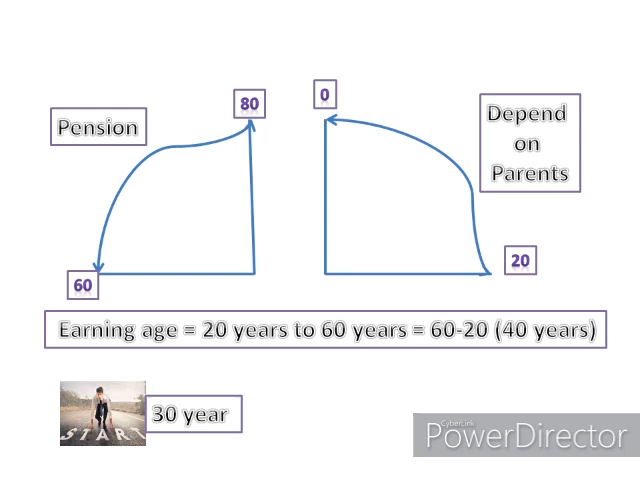 80
0
Pension
Depend
on
Parents
20
60
Earning age = 20 years to 60 years = 60-20 (40 years)
START
30 year
CyberLink
PowerDirector